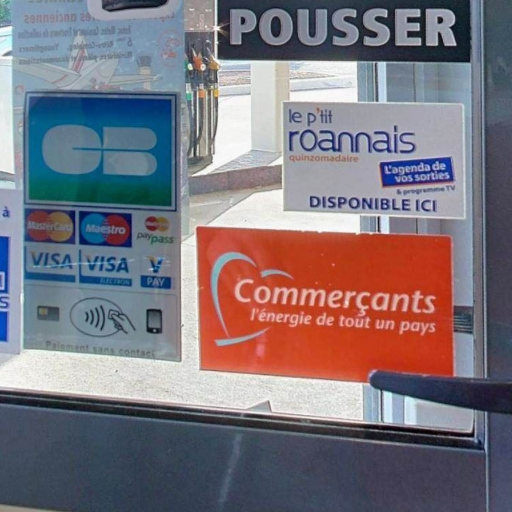 POUSSER
le p'tit
roannais
quinzomadaire
L'agenda de
vos sorties
& programme TV
DISPONIBLE ICI
CB
MasterCard
Maestro
paypass
VISA
VISA
ELECTRON
V
PAY
Paiement sans contact
à
Commerçants
l'énergie de tout un pays